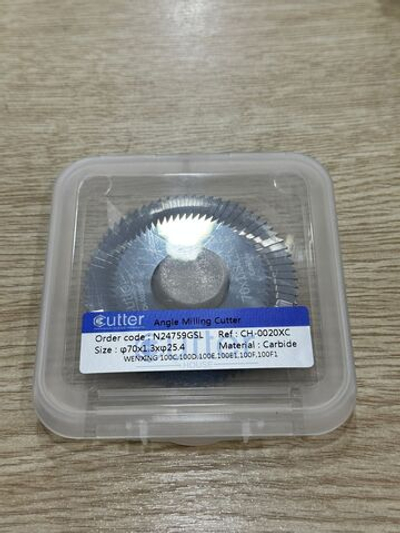 Cutter Angle Milling Cutter
Order code : N24759GSL Ref : CH-0020XC
Size : φ70x1.3xφ25.4 Material : Carbide
WENXING 100C,100D,100E,100E1,100F,100F1